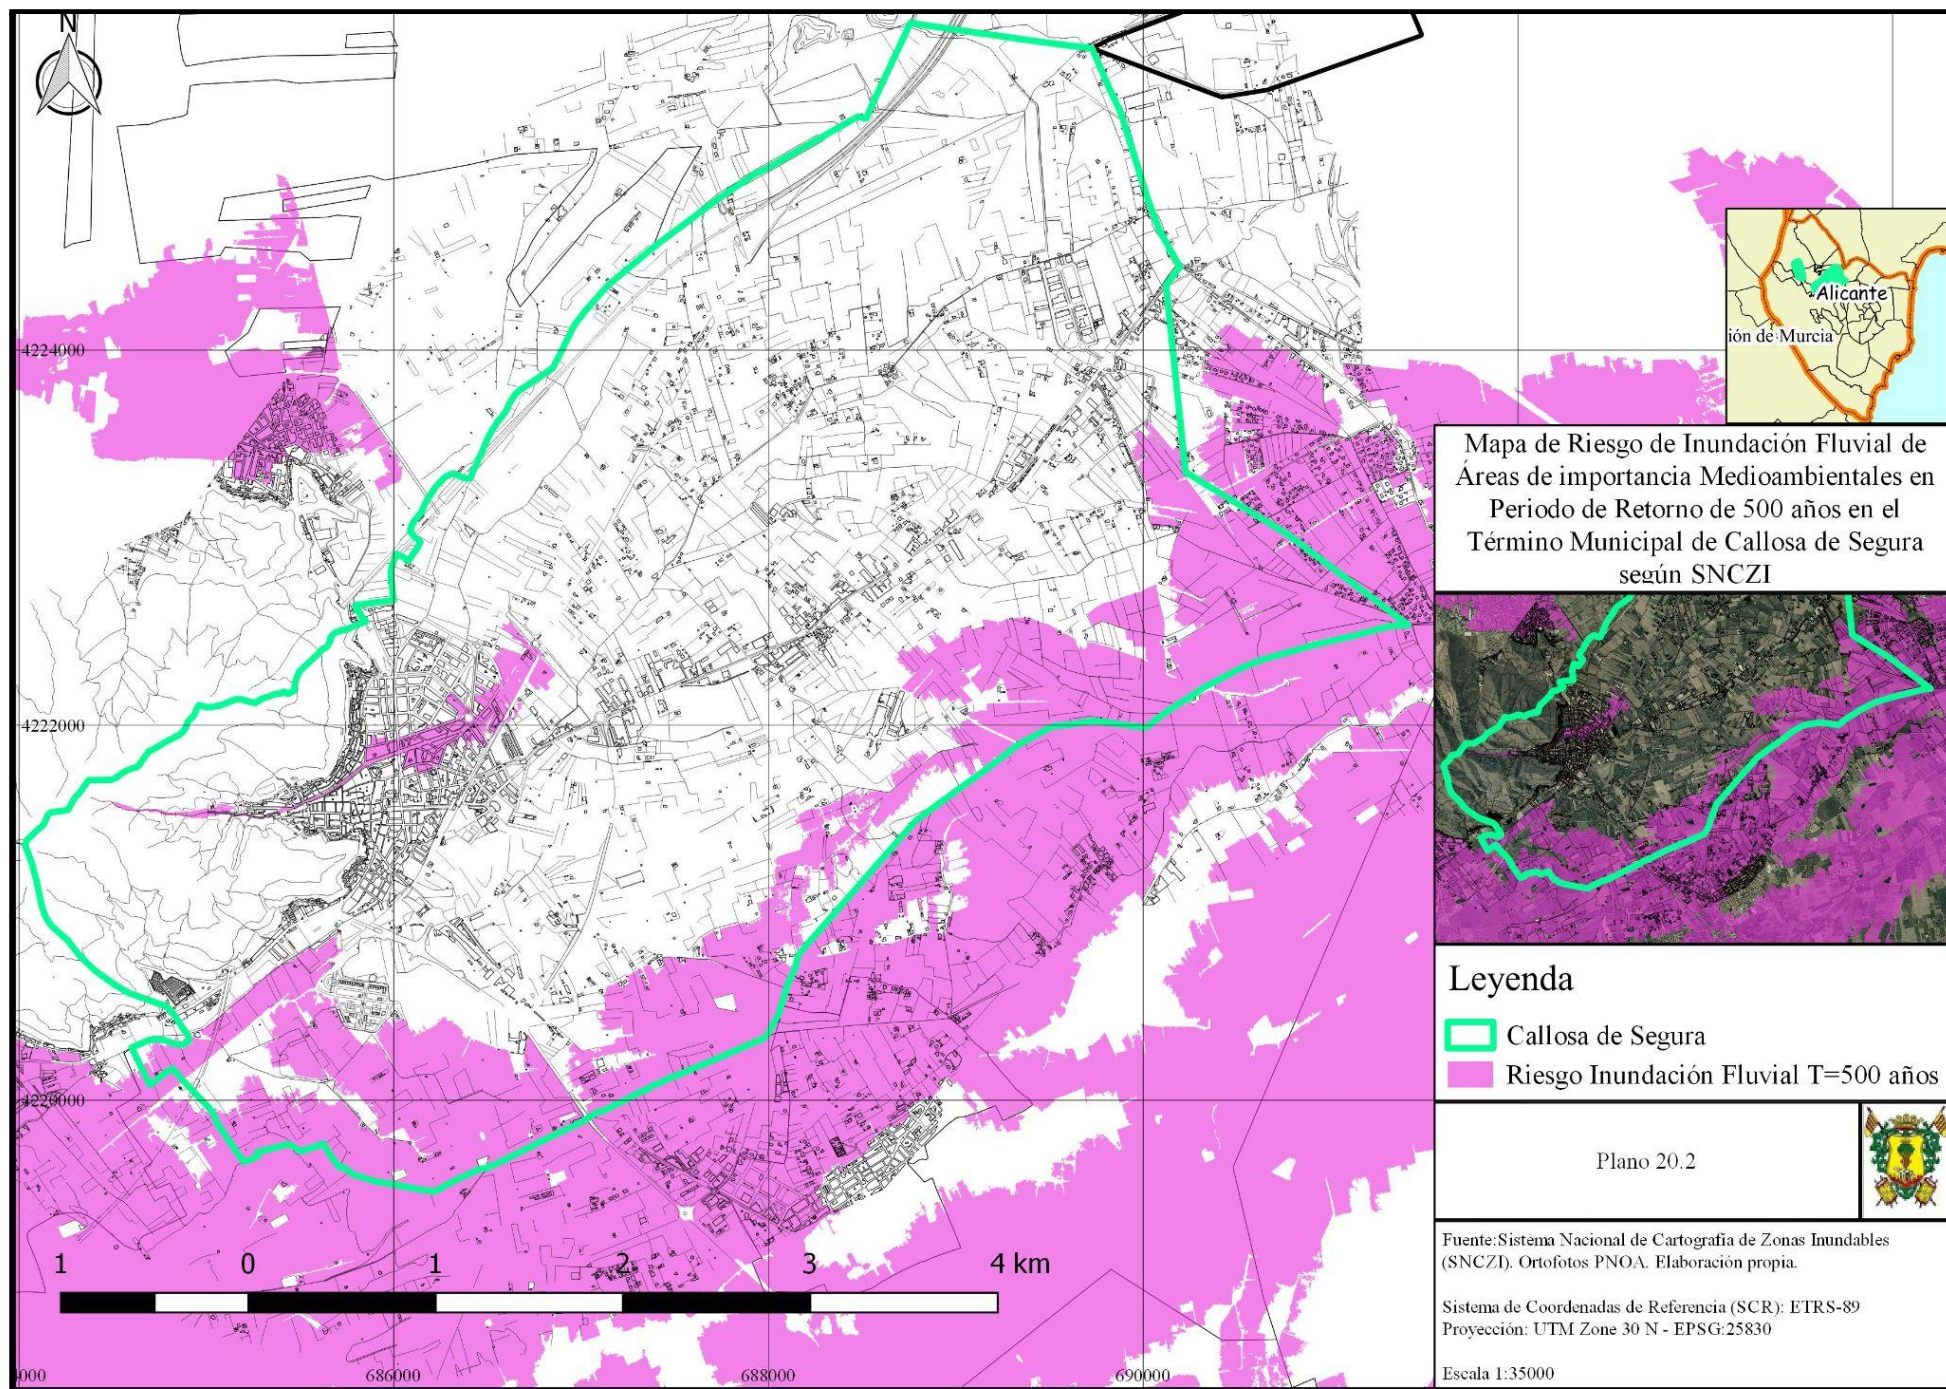 N
4224000
4222000
4220000
000
686000
688000
690000
1 0 1 2 3 4 km
Alicante
ión de Murcia
Mapa de Riesgo de Inundación Fluvial de
Áreas de importancia Medioambientales en
Periodo de Retorno de 500 años en el
Término Municipal de Callosa de Segura
según SNCZI
Leyenda
Callosa de Segura
Riesgo Inundación Fluvial T=500 años
Plano 20.2
Fuente:Sistema Nacional de Cartografía de Zonas Inundables
(SNCZI). Ortofotos PNOA. Elaboración propia.
Sistema de Coordenadas de Referencia (SCR): ETRS-89
Proyección: UTM Zone 30 N - EPSG:25830
Escala 1:35000